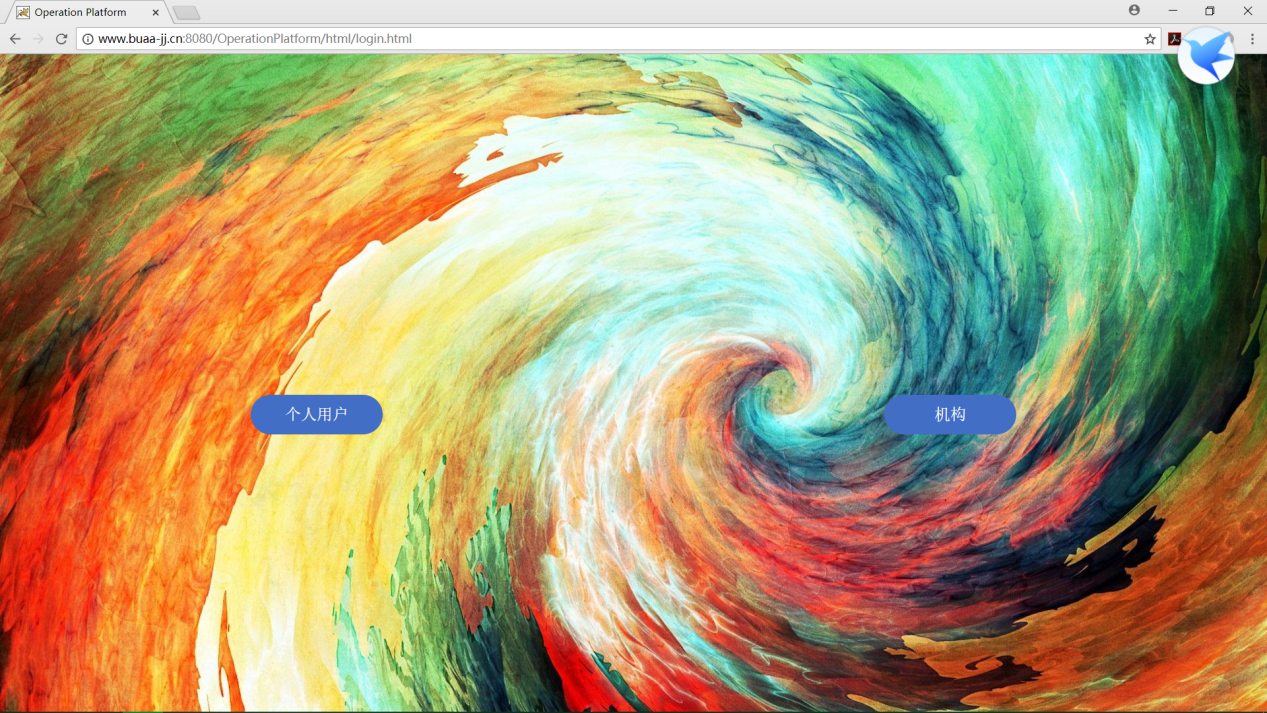 Operation Platform
www.buaa-jj.cn:8080/OperationPlatform/html/login.html
个人用户
机构